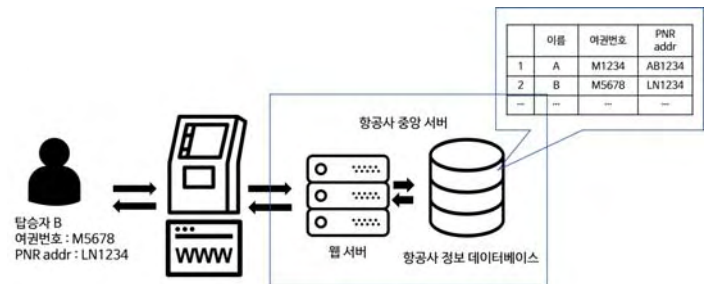 이름 여권번호 PNR addr
1 A M1234 AB1234
2 B M5678 LN1234
... ... ... ...
항공사 중앙 서버
탑승자 B
여권번호 : M5678
PNR addr : LN1234
WWW
웹 서버
항공사 정보 데이터베이스